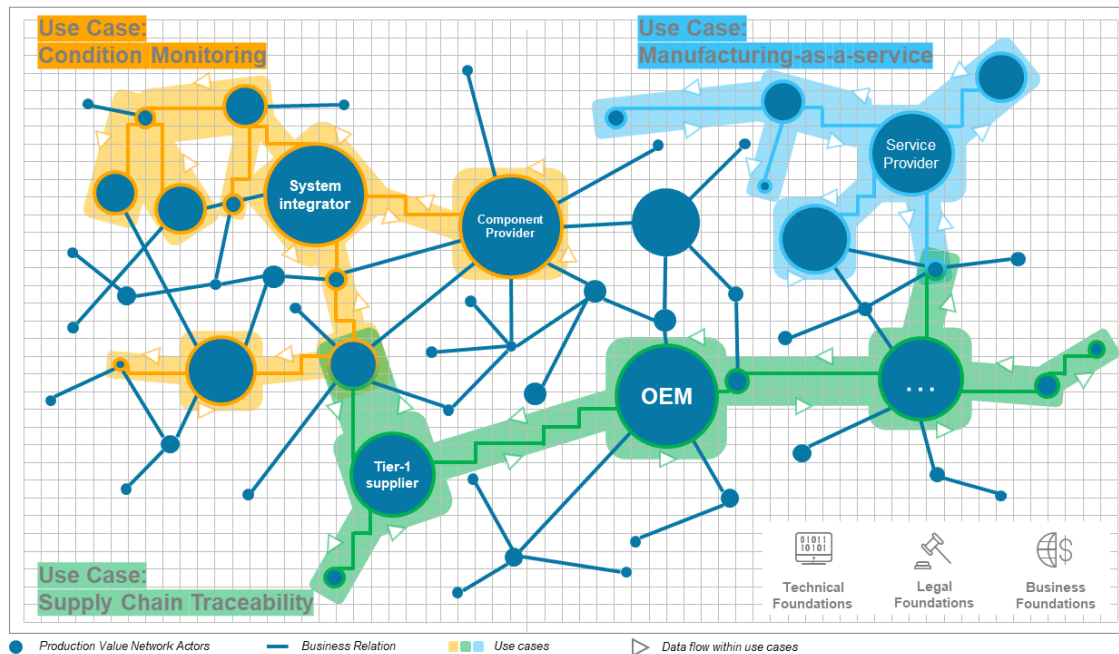 Use Case:
Condition Monitoring
Use Case:
Manufacturing-as-a-service
Service
Provider
System
integrator
Component
Provider
OEM
...
Tier-1
supplier
01011
10101
$
Technical
Foundations
Legal
Foundations
Business
Foundations
Use Case:
Supply Chain Traceability
Production Value Network Actors
Business Relation
Use cases
Data flow within use cases